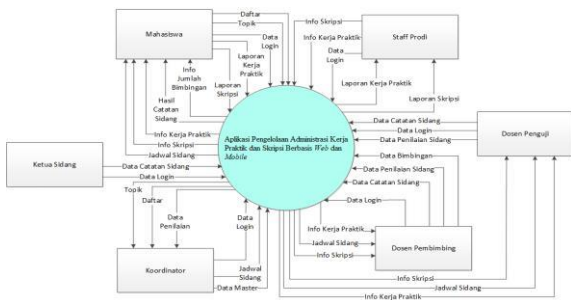 Mahasiswa
Daftar
Topik
Data
Login
Laporan
Kerja
Praktik
Laporan
Skripsi
Info
Jumlah
Bimbingan
Hasil
Catatan
Sidang
Info Kerja Praktik
Info Skripsi
Jadwal Sidang
Info Skripsi
Info Kerja Praktik
Data
Login
Staff Prodi
Laporan Kerja Praktik
Laporan Skripsi
Aplikasi Pengelolaan Administrasi Kerja
Praktik dan Skripsi Berbasis Web dan
Mobile
Data Catatan Sidang
Data Login
Data Penilaian Sidang
Dosen Penguji
Ketua Sidang
Data Catatan Sidang
Data Login
Topik
Daftar
Data
Penilaian
Data
Login
Jadwal
Sidang
Data Master
Koordinator
Data Bimbingan
Data Penilaian Sidang
Data Catatan Sidang
Data Login
Info Kerja Praktik
Jadwal Sidang
Info Skripsi
Dosen Pembimbing
Info Skripsi
Jadwal Sidang
Info Kerja Praktik